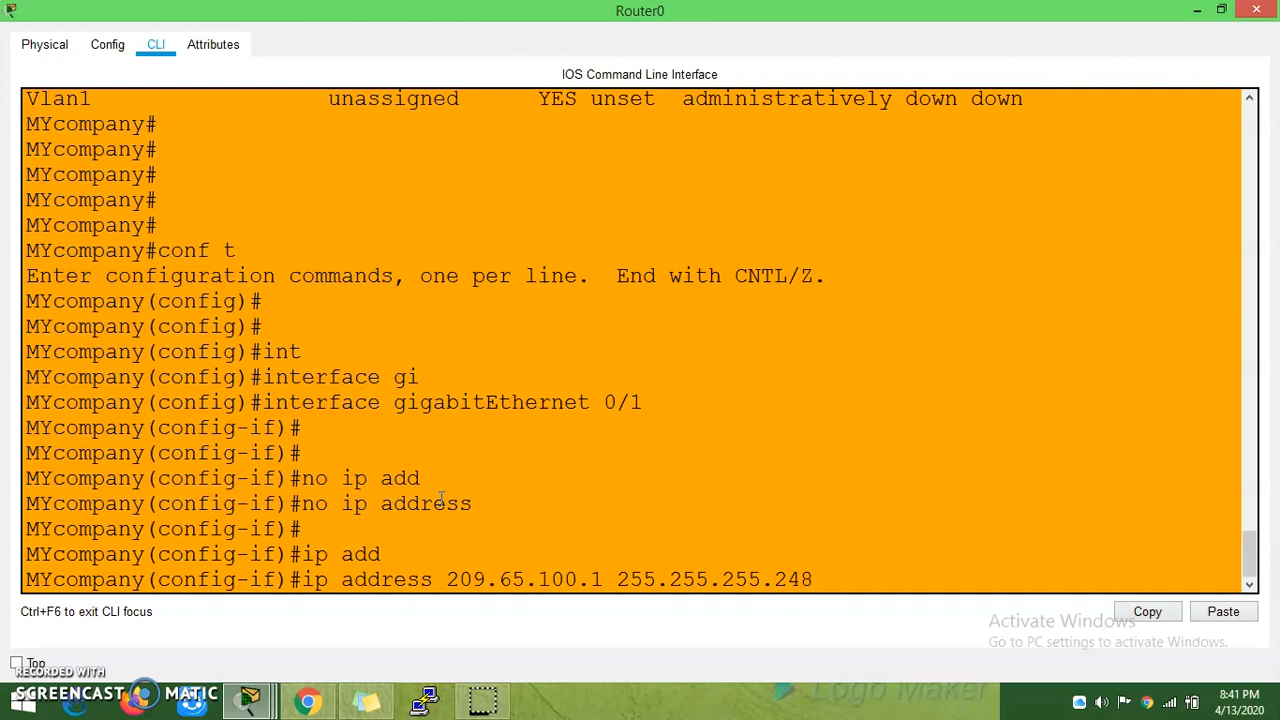 Router0
Physical Config CLI Attributes
IOS Command Line Interface
Vlan1 unassigned YES unset administratively down down
MYcompany#
MYcompany#
MYcompany#
MYcompany#
MYcompany#
MYcompany#conf t
Enter configuration commands, one per line. End with CNTL/Z.
MYcompany(config)#
MYcompany(config)#
MYcompany(config)#int
MYcompany(config)#interface gi
MYcompany(config)#interface gigabitEthernet 0/1
MYcompany(config-if)#
MYcompany(config-if)#
MYcompany(config-if)#no ip add
MYcompany(config-if)#no ip address
MYcompany(config-if)#
MYcompany(config-if)#ip add
MYcompany(config-if)#ip address 209.65.100.1 255.255.255.248
Ctrl+F6 to exit CLI focus
Copy Paste
Activate Windows
Go to PC settings to activate Windows.
Top
RECORDED WITH
SCREENCAST MATIC
Logo Maker
8:41 PM
4/13/2020